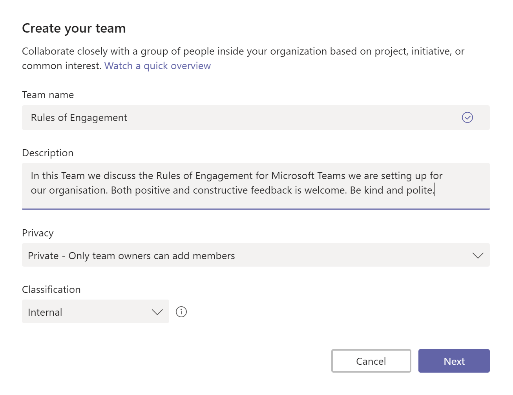 Create your team
Collaborate closely with a group of people inside your organization based on project, initiative, or
common interest. Watch a quick overview
Team name
Rules of Engagement
Description
In this Team we discuss the Rules of Engagement for Microsoft Teams we are setting up for
our organisation. Both positive and constructive feedback is welcome. Be kind and polite.
Privacy
Private - Only team owners can add members
Classification
Internal
Cancel
Next